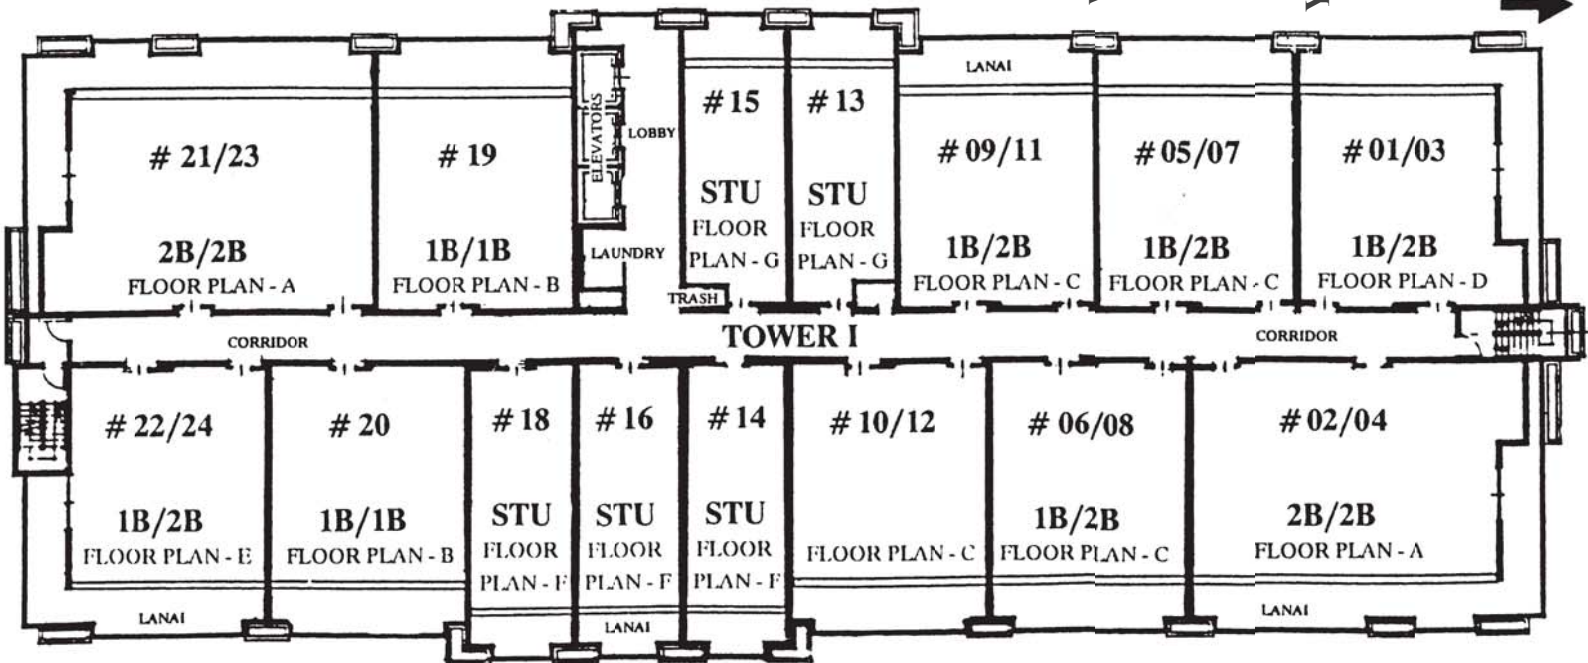 LANAI
# 15
# 13
ELEVATORS
LOBBY
# 21/23
# 19
# 09/11
# 05/07
# 01/03
STU
STU
FLOOR
PLAN - G
FLOOR
PLAN - G
2B/2B
FLOOR PLAN - A
1B/1B
FLOOR PLAN - B
LAUNDRY
1B/2B
FLOOR PLAN - C
1B/2B
FLOOR PLAN - C
1B/2B
FLOOR PLAN - D
TRASH
CORRIDOR
TOWER I
CORRIDOR
# 22/24
# 20
# 18
# 16
# 14
# 10/12
# 06/08
# 02/04
1B/2B
FLOOR PLAN - E
1B/1B
FLOOR PLAN - B
STU
FLOOR
PLAN - F
STU
FLOOR
PLAN - F
STU
FLOOR
PLAN - F
FLOOR PLAN - C
1B/2B
FLOOR PLAN - C
2B/2B
FLOOR PLAN - A
LANAI
LANAI
LANAI